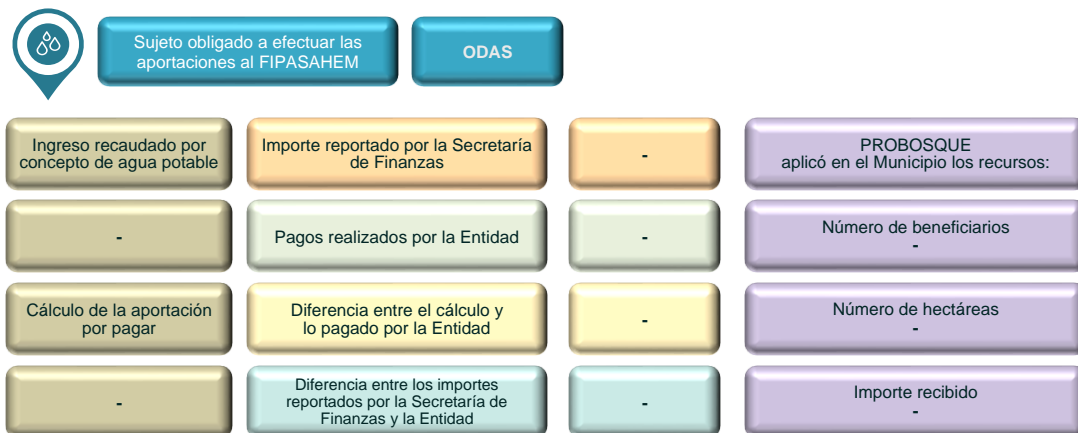 Sujeto obligado a efectuar las
aportaciones al FIPASAHEM
ODAS
Ingreso recaudado por
concepto de agua potable
Importe reportado por la Secretaría
de Finanzas
-
PROBOSQUE
aplicó en el Municipio los recursos:
-
Pagos realizados por la Entidad
-
Número de beneficiarios
-
Cálculo de la aportación
por pagar
Diferencia entre el cálculo y
lo pagado por la Entidad
-
Número de hectáreas
-
-
Diferencia entre los importes
reportados por la Secretaría de
Finanzas y la Entidad
-
Importe recibido
-